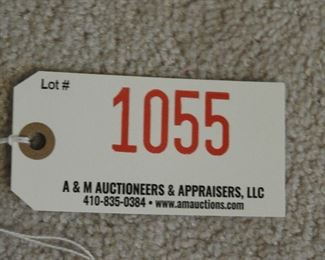 Lot #
1055
A & M AUCTIONEERS & APPRAISERS, LLC
410-835-0384 • www.amauctions.com